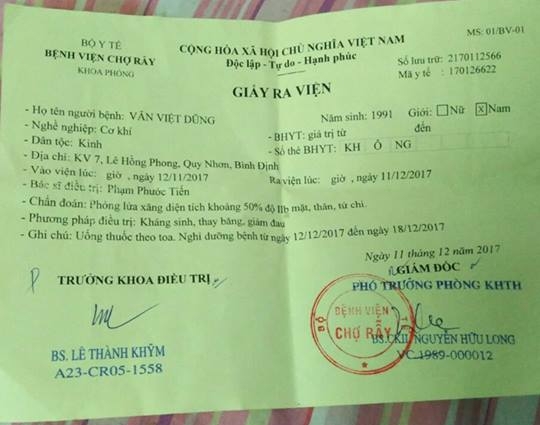 BỘ Y TẾ
BỆNH VIỆN CHỢ RẪY
KHOA PHỎNG
CỘNG HÒA XÃ HỘI CHỦ NGHĨA VIỆT NAM
Độc lập - Tự do - Hạnh phúc
MS: 01/BV-01
Số lưu trữ: 2170112566
Mã y tế : 170126622
GIẤY RA VIỆN
- Họ tên người bệnh: VĂN VIỆT DŨNG Năm sinh: 1991 Giới: Nữ X Nam
- Nghề nghiệp: Cơ khí - BHYT: giá trị từ đến
- Dân tộc: Kinh - Số thẻ BHYT: KH Ô NG
- Địa chỉ: KV 7, Lê Hồng Phong, Quy Nhơn, Bình Định
- Vào viện lúc: giờ , ngày 12/11/2017 Ra viện lúc: giờ , ngày 11/12/2017
- Bác sĩ điều trị: Phạm Phước Tiến
- Chẩn đoán: Phỏng lửa xăng diện tích khoảng 50% độ IIb mặt, thân, tứ chi.
- Phương pháp điều trị: Kháng sinh, thay băng, giảm đau
- Ghi chú: Uống thuốc theo toa. Nghỉ dưỡng bệnh từ ngày 12/12/2017 đến ngày 18/12/2017
Ngày 11 tháng 12 năm 2017
TRƯỞNG KHOA ĐIỀU TRỊ
GIÁM ĐỐC
PHÓ TRƯỞNG PHÒNG KHTH
BỘ Y TẾ
BỆNH VIỆN
CHỢ RẪY
BS. LÊ THÀNH KHỸM
A23-CR05-1558
BS.CKII. NGUYỄN HỮU LONG
VC-1989-000012